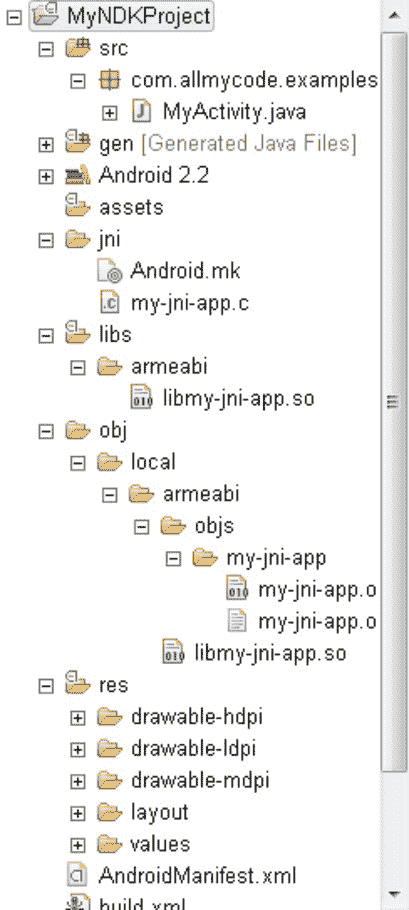 MyNDKProject
src
com.allmycode.examples
MyActivity.java
gen [Generated Java Files]
Android 2.2
assets
jni
Android.mk
my-jni-app.c
libs
armeabi
libmy-jni-app.so
obj
local
armeabi
objs
my-jni-app
my-jni-app.o
my-jni-app.o
libmy-jni-app.so
res
drawable-hdpi
drawable-ldpi
drawable-mdpi
layout
values
AndroidManifest.xml
build.xml